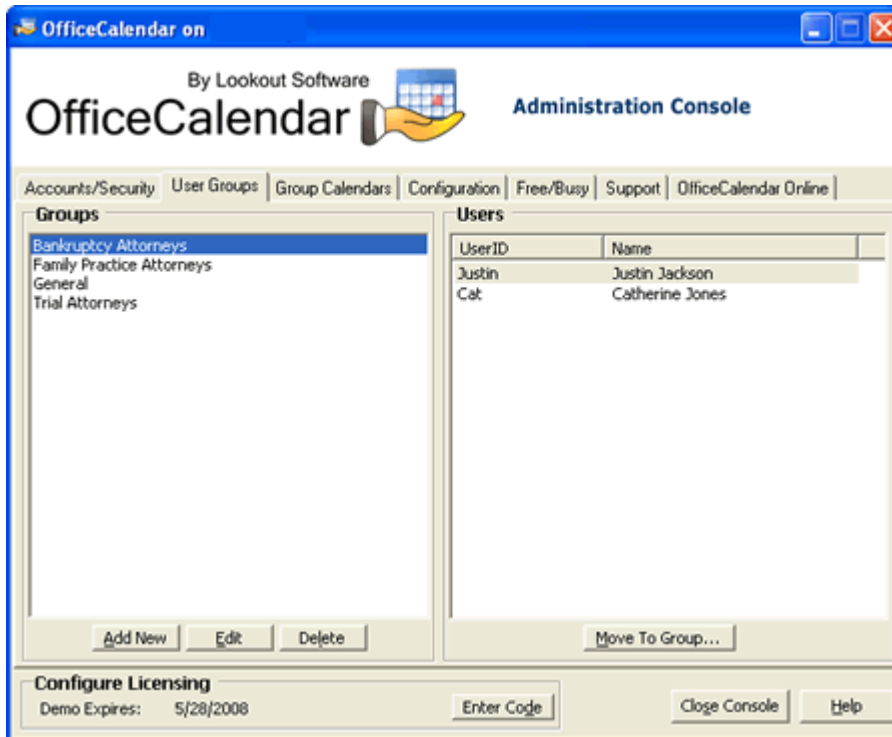 OfficeCalendar on
By Lookout Software
OfficeCalendar
Administration Console
Accounts/Security User Groups Group Calendars Configuration Free/Busy Support OfficeCalendar Online
Groups
Bankruptcy Attorneys
Family Practice Attorneys
General
Trial Attorneys
Add New Edit Delete
Users
UserID Name
Justin Justin Jackson
Cat Catherine Jones
Move To Group...
Configure Licensing
Demo Expires: 5/28/2008
Enter Code
Close Console Help